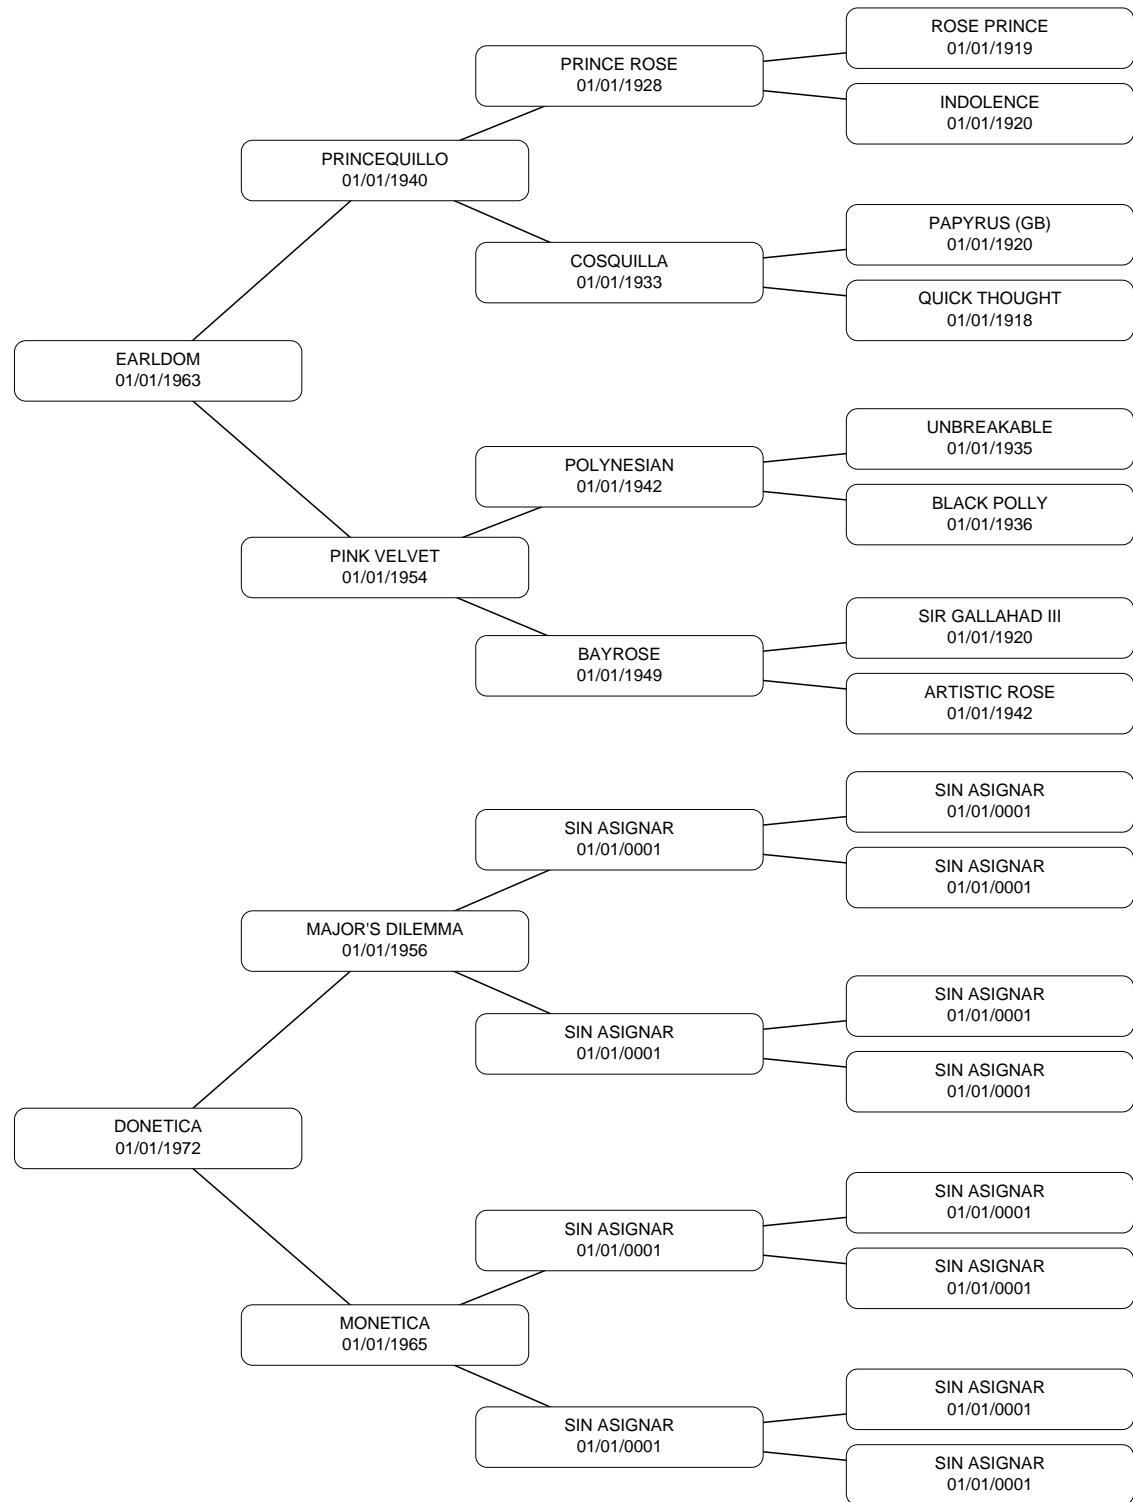 ROSE PRINCE
01/01/1919
PRINCE ROSE
01/01/1928
INDOLENCE
01/01/1920
PRINCEQUILLO
01/01/1940
PAPYRUS (GB)
01/01/1920
COSQUILLA
01/01/1933
QUICK THOUGHT
01/01/1918
EARLDOM
01/01/1963
UNBREAKABLE
01/01/1935
POLYNESIAN
01/01/1942
BLACK POLLY
01/01/1936
PINK VELVET
01/01/1954
SIR GALLAHAD III
01/01/1920
BAYROSE
01/01/1949
ARTISTIC ROSE
01/01/1942
SIN ASIGNAR
01/01/0001
SIN ASIGNAR
01/01/0001
SIN ASIGNAR
01/01/0001
MAJOR'S DILEMMA
01/01/1956
SIN ASIGNAR
01/01/0001
SIN ASIGNAR
01/01/0001
SIN ASIGNAR
01/01/0001
DONETICA
01/01/1972
SIN ASIGNAR
01/01/0001
SIN ASIGNAR
01/01/0001
SIN ASIGNAR
01/01/0001
MONETICA
01/01/1965
SIN ASIGNAR
01/01/0001
SIN ASIGNAR
01/01/0001
SIN ASIGNAR
01/01/0001